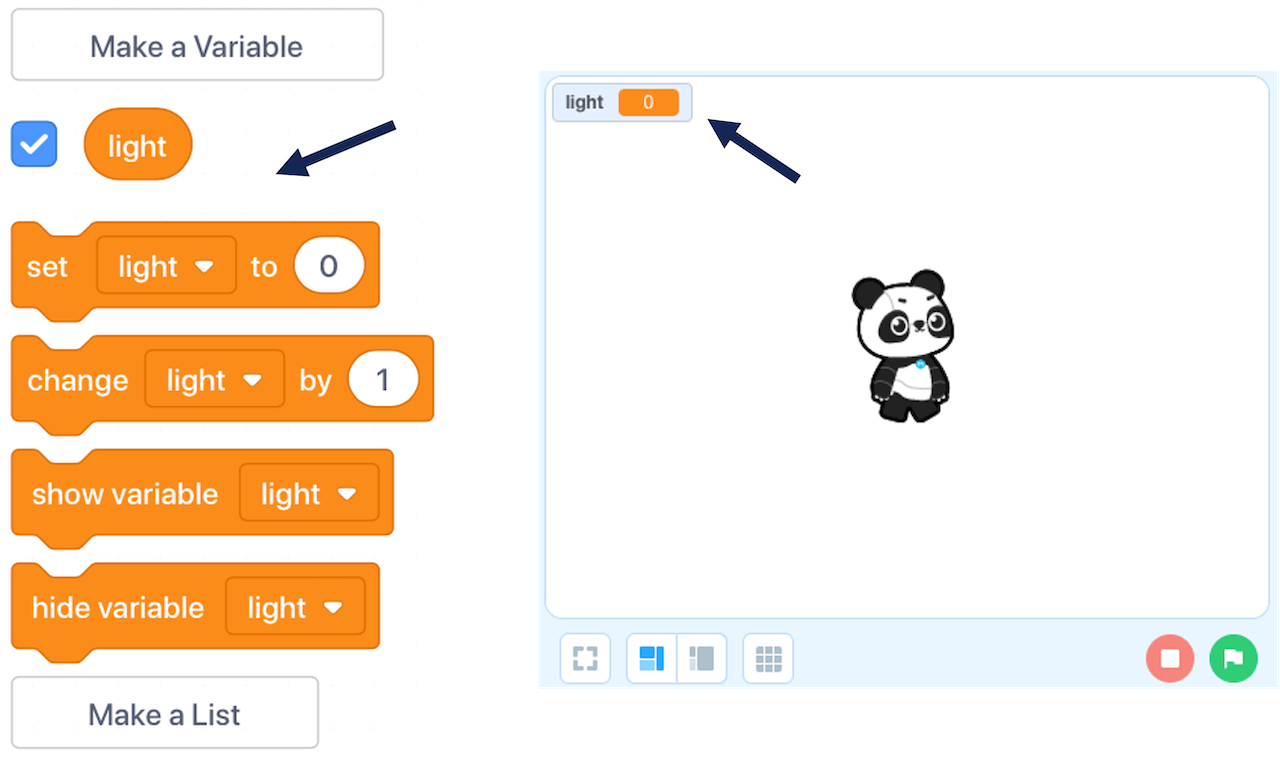 Make a Variable
light
set light to 0
change light by 1
show variable light
hide variable light
Make a List
light 0